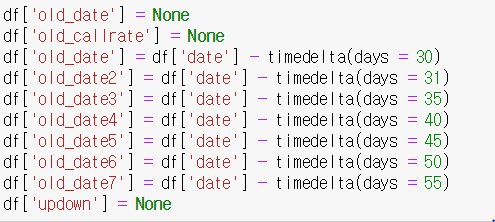 df['old_date'] = None
df['old_callrate'] = None
df['old_date'] = df['date'] - timedelta(days = 30)
df['old_date2'] = df['date'] - timedelta(days = 31)
df['old_date3'] = df['date'] - timedelta(days = 35)
df['old_date4'] = df['date'] - timedelta(days = 40)
df['old_date5'] = df['date'] - timedelta(days = 45)
df['old_date6'] = df['date'] - timedelta(days = 50)
df['old_date7'] = df['date'] - timedelta(days = 55)
df['updown'] = None